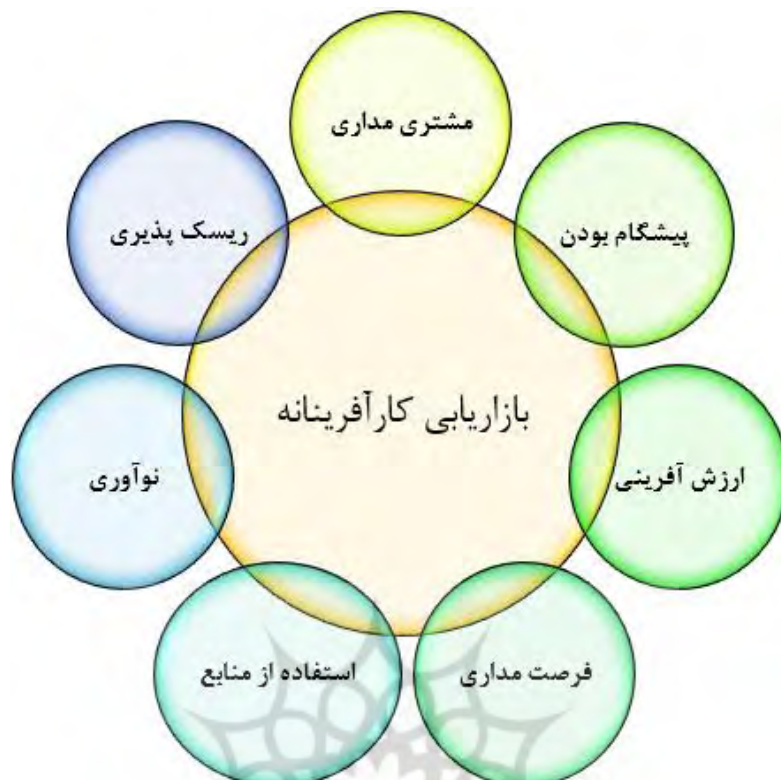 مشتری مداری
پیشگام بودن
ارزش آفرینی
فرصت مداری
استفاده از منابع
نوآوری
ریسک پذیری
بازاریابی کارآفرینانه